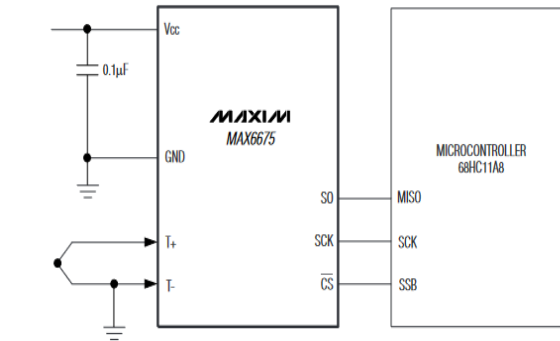 Vcc
0.1µF
MAXIM
MAX6675
GND
MICROCONTROLLER
68HC11A8
SO
MISO
T+
SCK
SCK
T-
CS
SSB